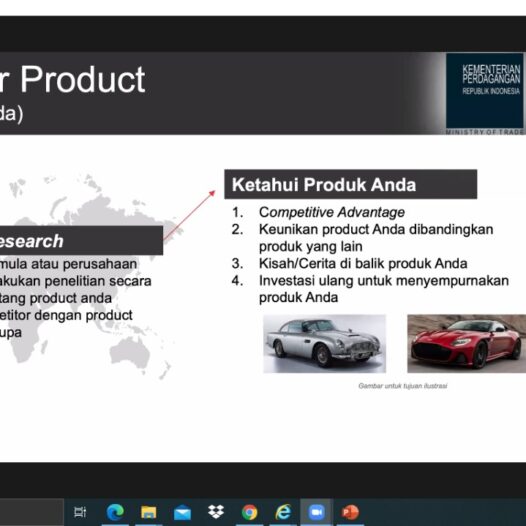 r Product
da)
KEMENTERIAN
PERDAGANGAN
REPUBLIK INDONESIA
MINISTRY OF TRADE
Ketahui Produk Anda
1. Competitive Advantage
2. Keunikan product Anda dibandingkan
produk yang lain
3. Kisah/Cerita di balik produk Anda
4. Investasi ulang untuk menyempurnakan
produk Anda
esearch
mula atau perusahaan
akukan penelitian secara
tang product anda
etitor dengan product
upa
Gambar untuk tujuan ilustrasi